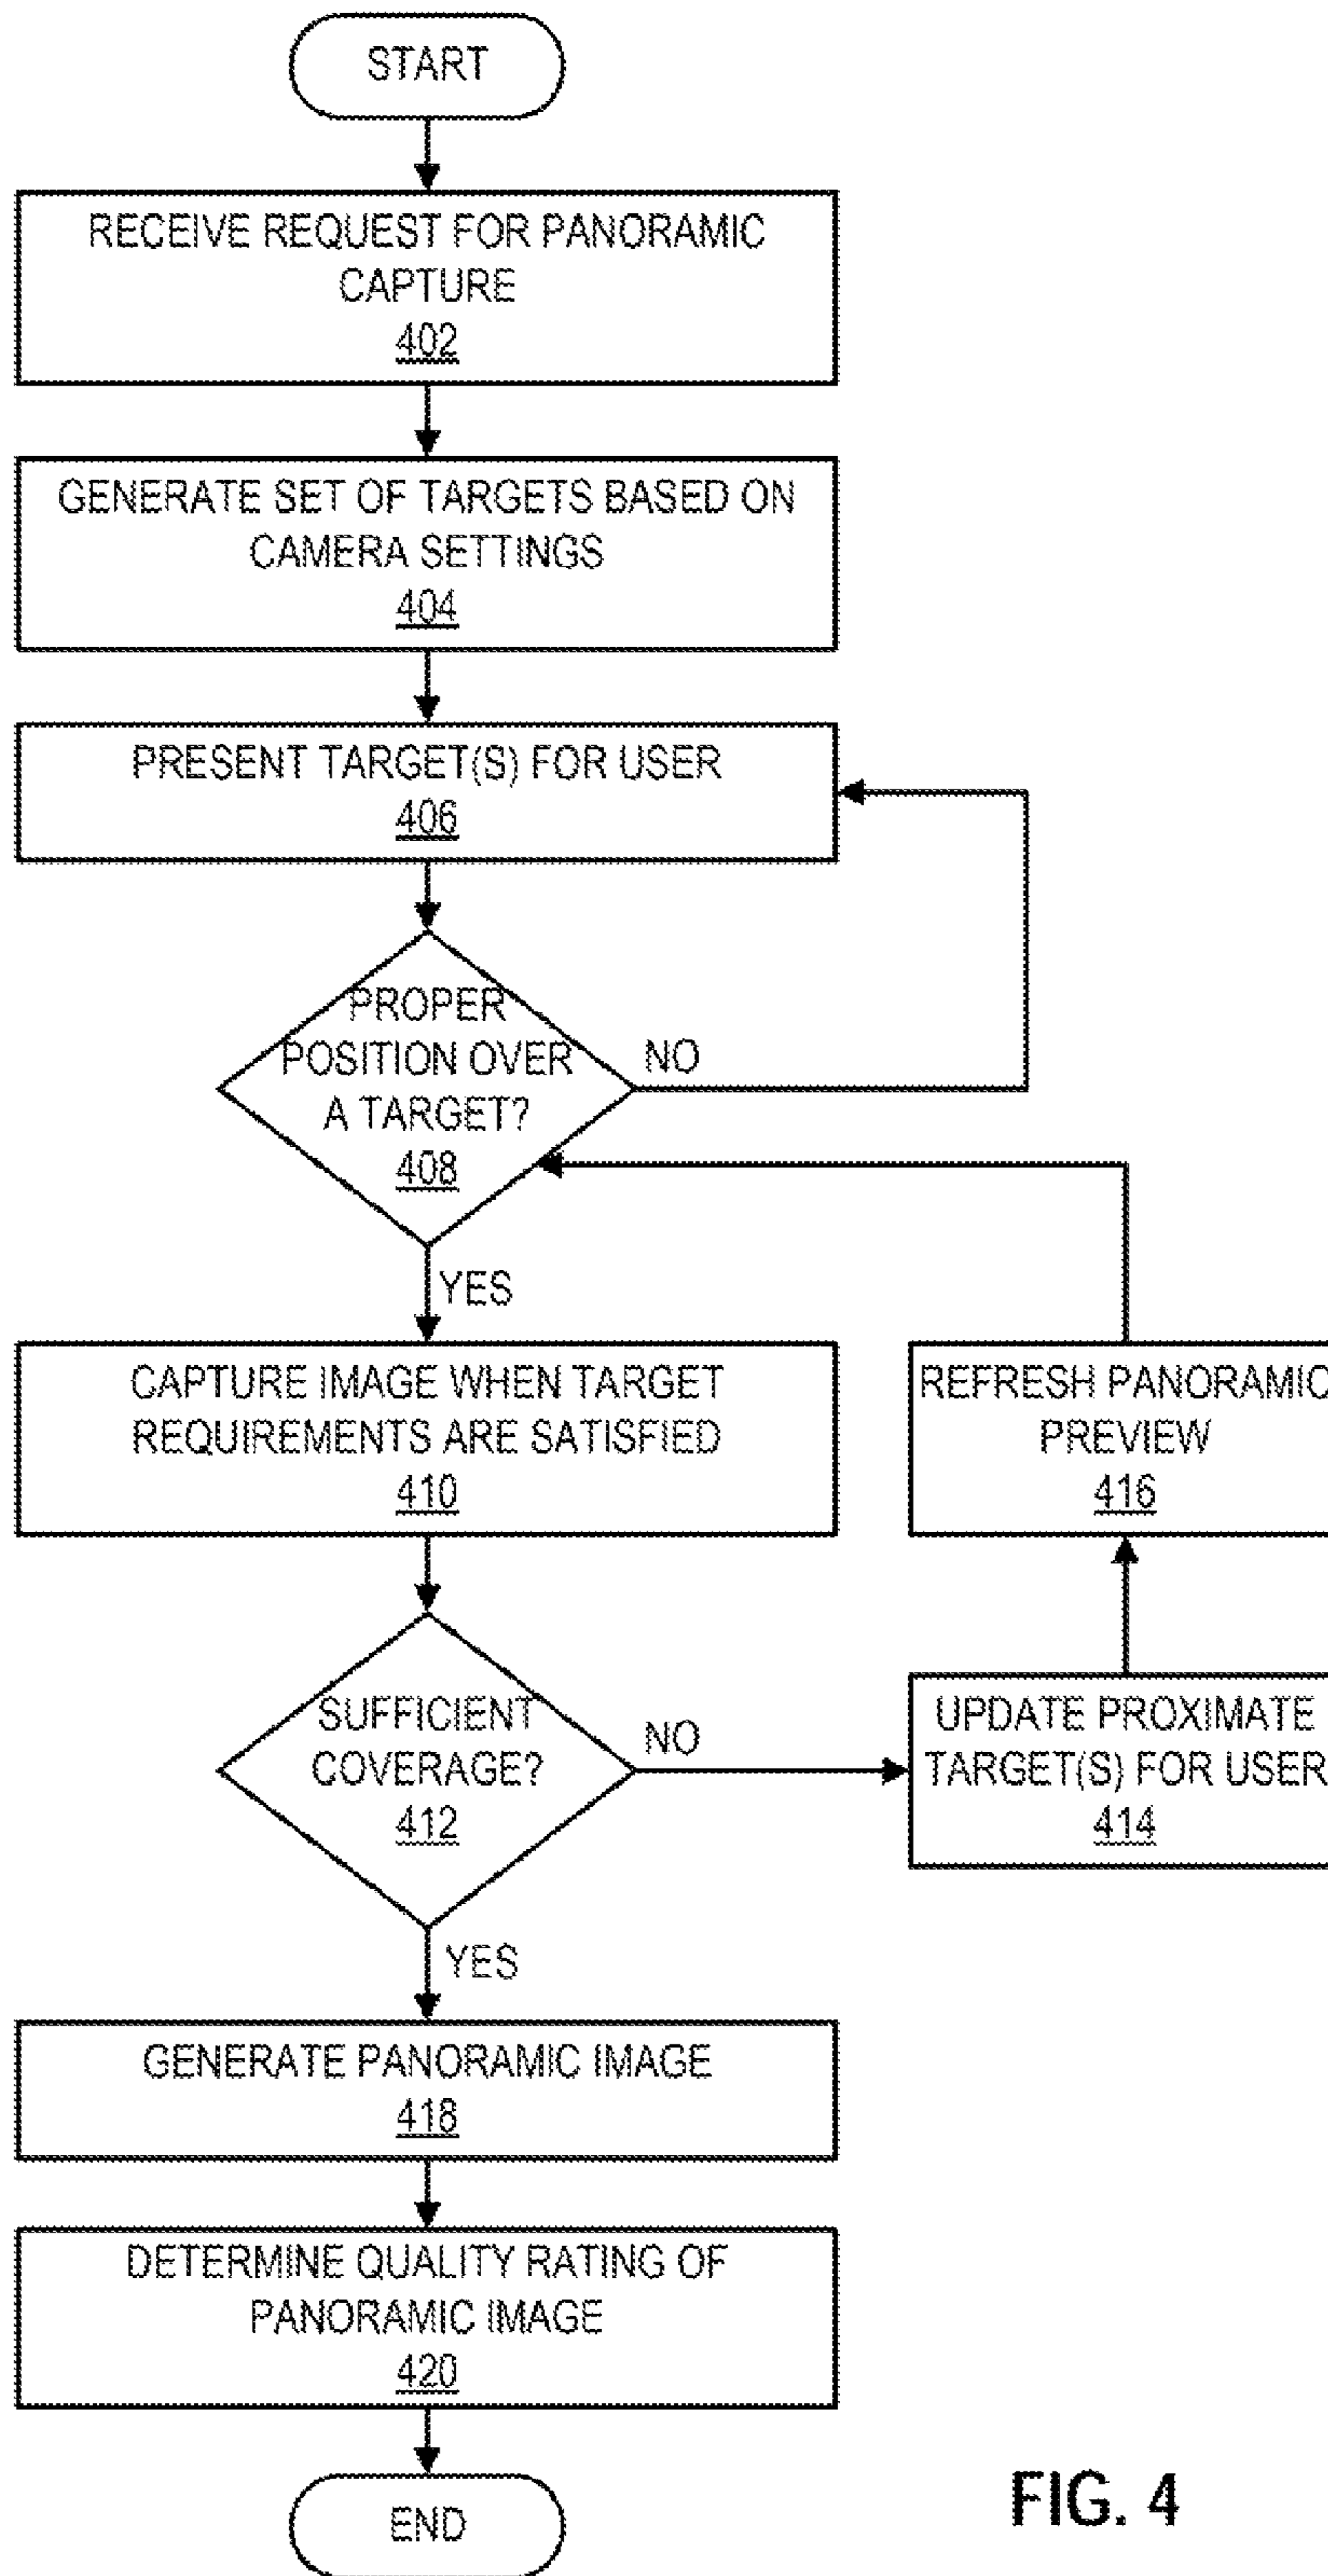 START
RECEIVE REQUEST FOR PANORAMIC
CAPTURE
402
GENERATE SET OF TARGETS BASED ON
CAMERA SETTINGS
404
PRESENT TARGET(S) FOR USER
406
PROPER
POSITION OVER
A TARGET?
408
NO
YES
CAPTURE IMAGE WHEN TARGET
REQUIREMENTS ARE SATISFIED
410
REFRESH PANORAMIC
PREVIEW
416
SUFFICIENT
COVERAGE?
412
NO
UPDATE PROXIMATE
TARGET(S) FOR USER
414
YES
GENERATE PANORAMIC IMAGE
418
DETERMINE QUALITY RATING OF
PANORAMIC IMAGE
420
END
FIG. 4